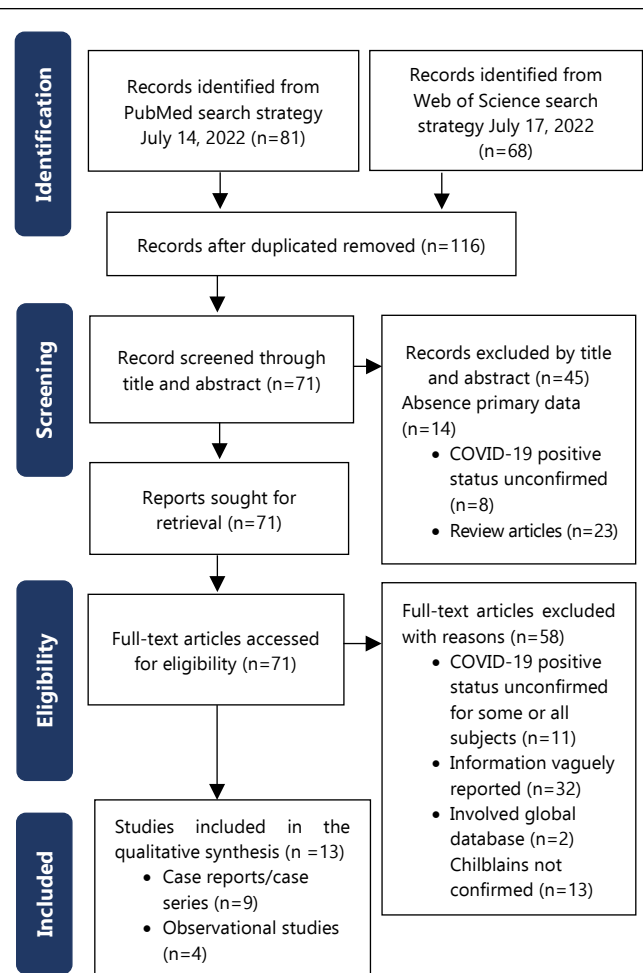 Identification
Records identified from
PubMed search strategy
July 14, 2022 (n=81)
Records identified from
Web of Science search
strategy July 17, 2022
(n=68)
Records after duplicated removed (n=116)
Screening
Record screened through
title and abstract (n=71)
Records excluded by title
and abstract (n=45)
Absence primary data
(n=14)
• COVID-19 positive
status unconfirmed
(n=8)
• Review articles (n=23)
Reports sought for
retrieval (n=71)
Eligibility
Full-text articles accessed
for eligibility (n=71)
Full-text articles excluded
with reasons (n=58)
• COVID-19 positive
status unconfirmed
for some or all
subjects (n=11)
• Information vaguely
reported (n=32)
• Involved global
database (n=2)
Chilblains not
confirmed (n=13)
Included
Studies included in the
qualitative synthesis (n =13)
• Case reports/case
series (n=9)
• Observational studies
(n=4)